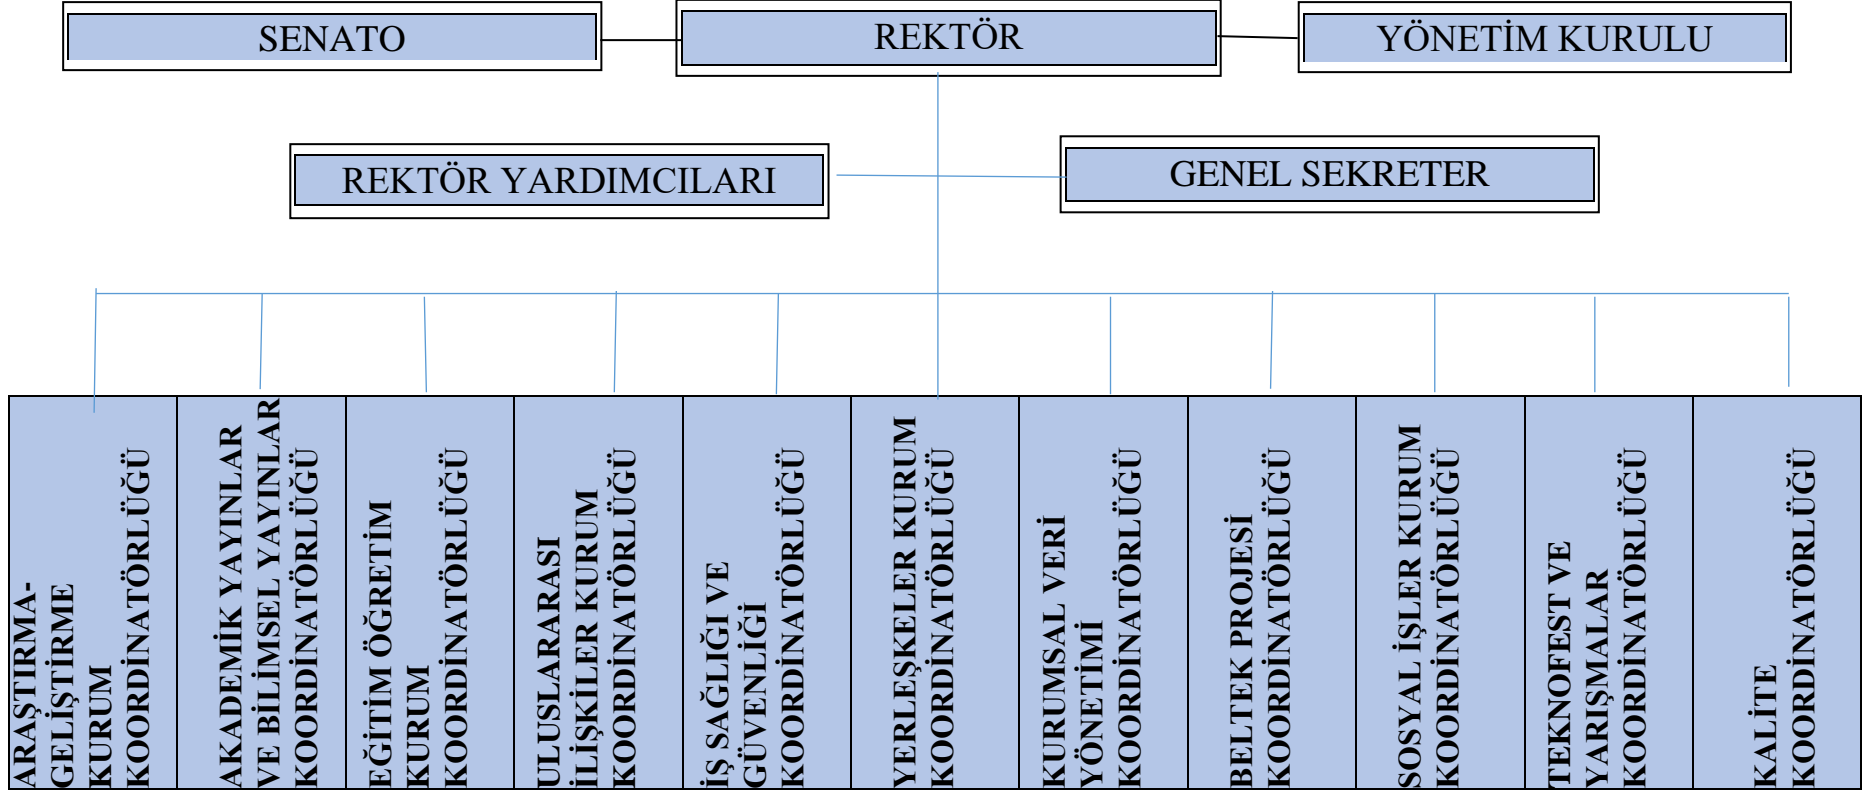 SENATO
REKTÖR
YÖNETİM KURULU
REKTÖR YARDIMCILARI
GENEL SEKRETER
ARAŞTIRMA-
GELİŞTİRME
KURUM
KOORDİNATÖRLÜĞÜ
AKADEMİK YAYINLAR
VE BİLİMSEL YAYINLAR
KOORDİNATÖRLÜĞÜ
EĞİTİM ÖĞRETİM
KURUM
KOORDİNATÖRLÜĞÜ
ULUSLARARASI
İLİŞKİLER KURUM
KOORDİNATÖRLÜĞÜ
İŞ SAĞLIĞI VE
GÜVENLİĞİ
KOORDİNATÖRLÜĞÜ
YERLEŞKELER KURUM
KOORDİNATÖRLÜĞÜ
KURUMSAL VERİ
YÖNETİMİ
KOORDİNATÖRLÜĞÜ
BELTEK PROJESİ
KOORDİNATÖRLÜĞÜ
SOSYAL İŞLER KURUM
KOORDİNATÖRLÜĞÜ
TEKNOFEST VE
YARIŞMALAR
KOORDİNATÖRLÜĞÜ
KALİTE
KOORDİNATÖRLÜĞÜ